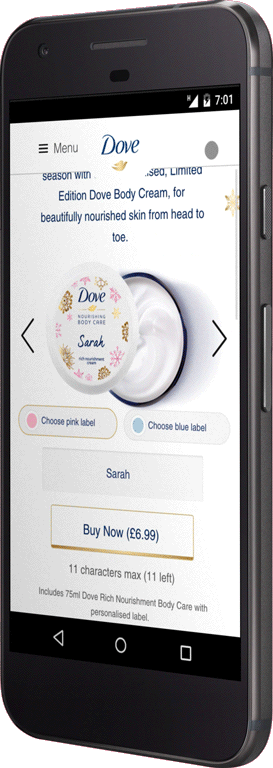 7:01
Menu
Dove
season with
Limited
Edition Dove Body Cream, for
beautifully nourished skin from head to
toe.
Dove
NOURISHING
BODY CARE
Sarah
rich nourishment
cream
Choose pink label
Choose blue label
Sarah
Buy Now (£6.99)
11 characters max (11 left)
Includes 75ml Dove Rich Nourishment Body Care with
personalised label.